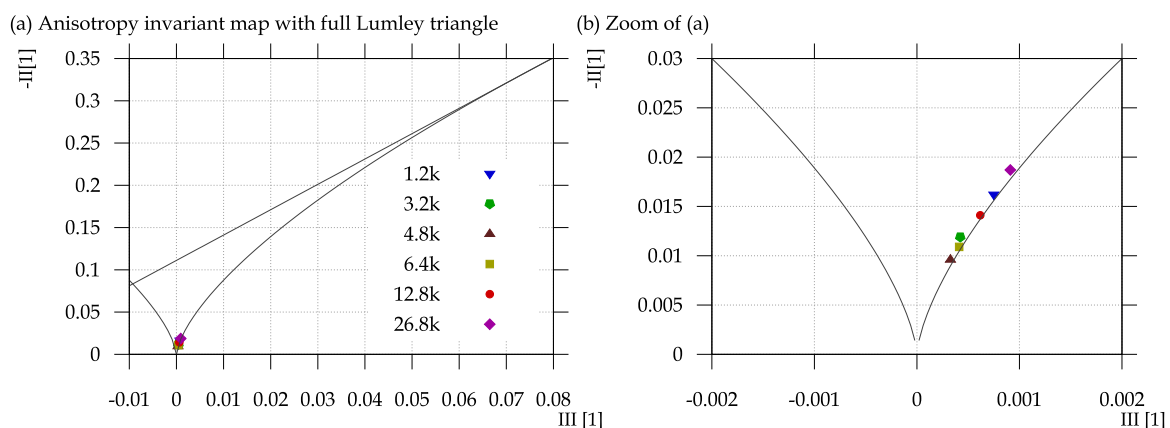 (a) Anisotropy invariant map with full Lumley triangle
-II[1]
0.35
0.3
0.25
0.2
0.15
0.1
0.05
0
-0.01 0 0.01 0.02 0.03 0.04 0.05 0.06 0.07 0.08
III [1]
1.2k
3.2k
4.8k
6.4k
12.8k
26.8k
(b) Zoom of (a)
-II[1]
0.03
0.025
0.02
0.015
0.01
0.005
0
-0.002 -0.001 0 0.001 0.002
III [1]